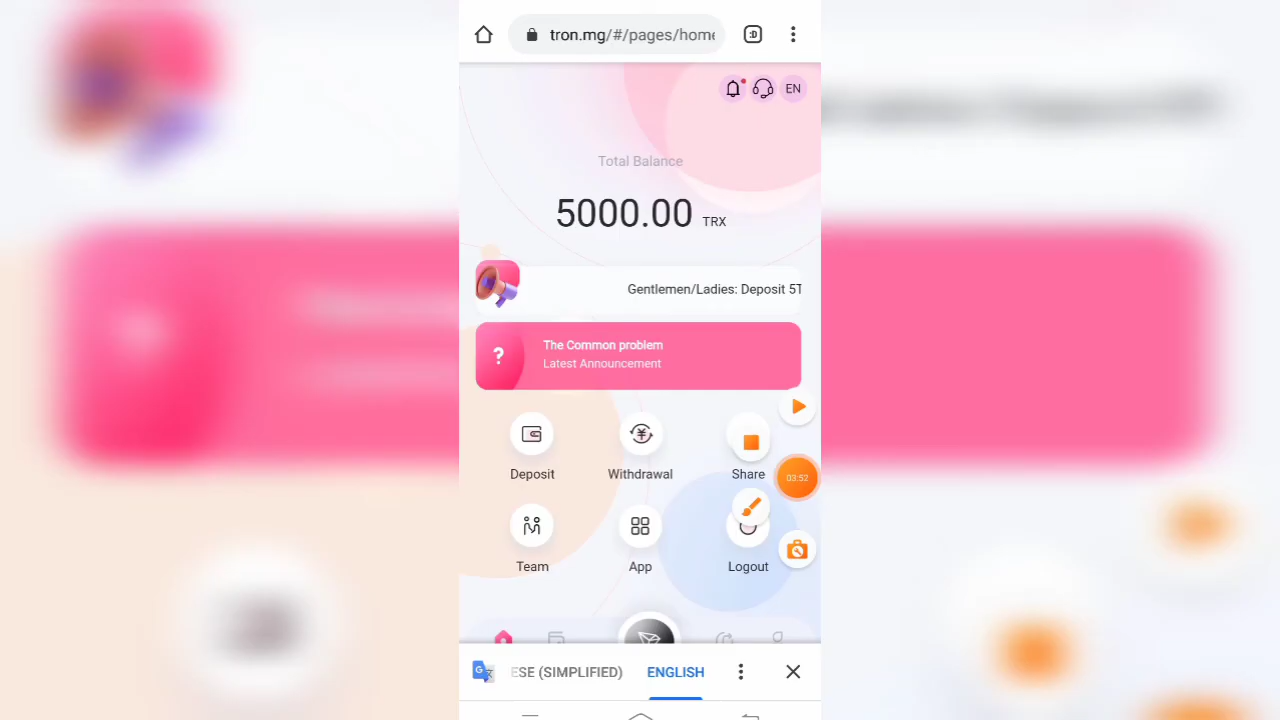 tron.mg/#/pages/home
EN
Total Balance
5000.00 TRX
Gentlemen/Ladies: Deposit 5T
?
The Common problem
Latest Announcement
Deposit
Withdrawal
Share
03:52
Team
App
Logout
ESE (SIMPLIFIED)
ENGLISH